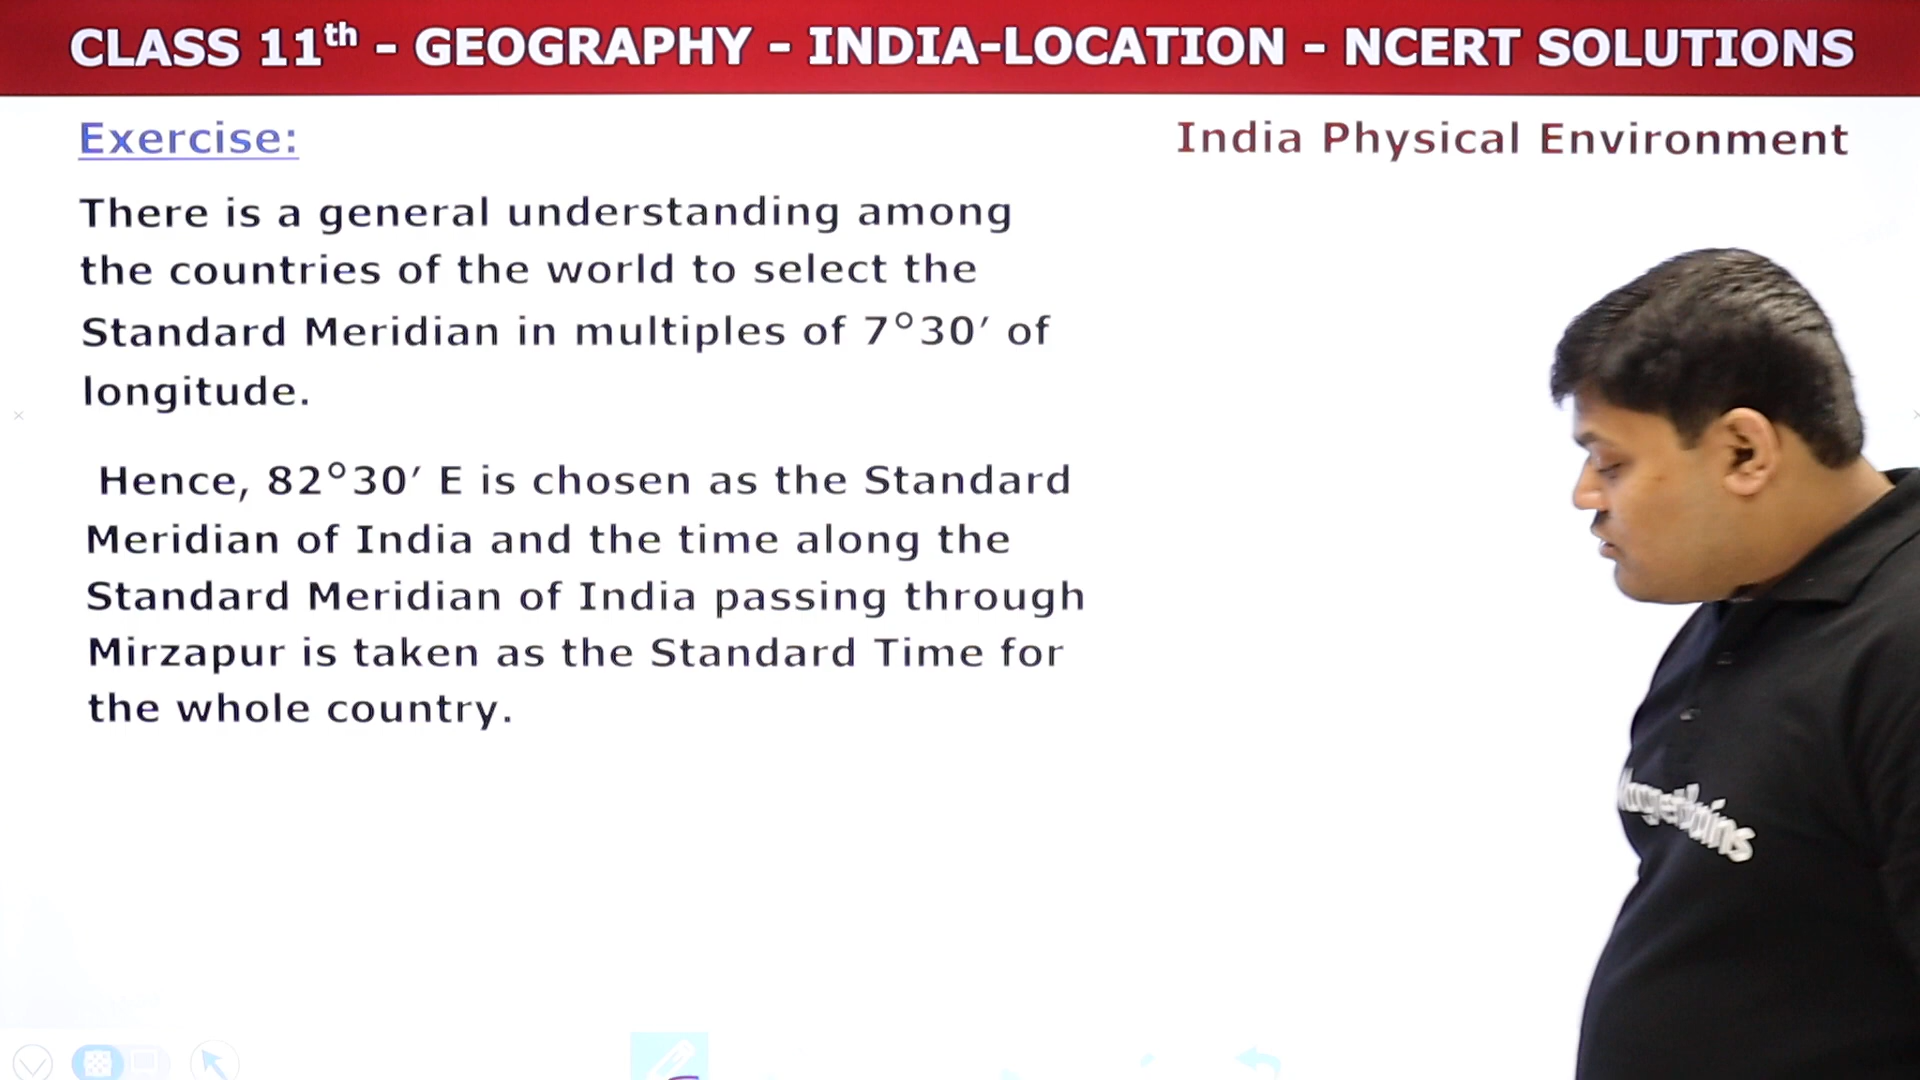 CLASS 11th - GEOGRAPHY - INDIA-LOCATION - NCERT SOLUTIONS
Exercise:
India Physical Environment
There is a general understanding among
the countries of the world to select the
Standard Meridian in multiples of 7°30′ of
longitude.
Hence, 82°30′ E is chosen as the Standard
Meridian of India and the time along the
Standard Meridian of India passing through
Mirzapur is taken as the Standard Time for
the whole country.